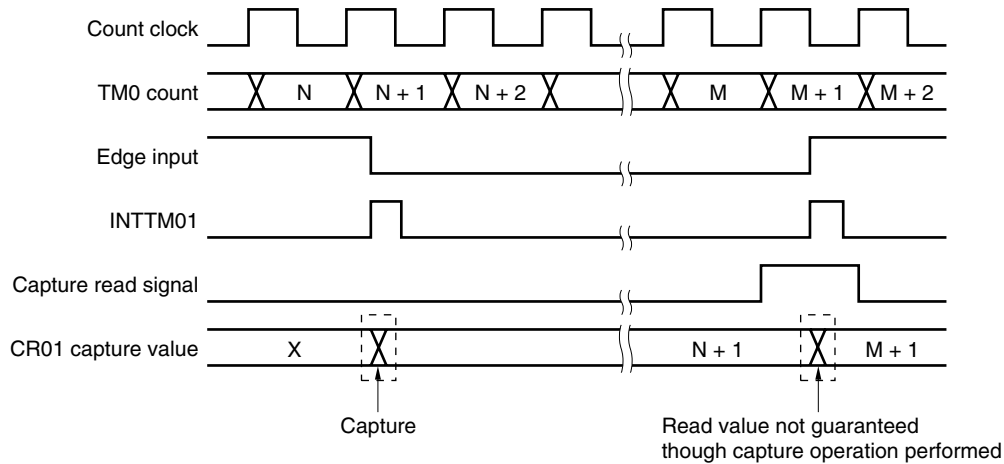 Count clock
TM0 count N N + 1 N + 2 M M + 1 M + 2
Edge input
INTTM01
Capture read signal
CR01 capture value X N + 1 M + 1
Capture
Read value not guaranteed
though capture operation performed